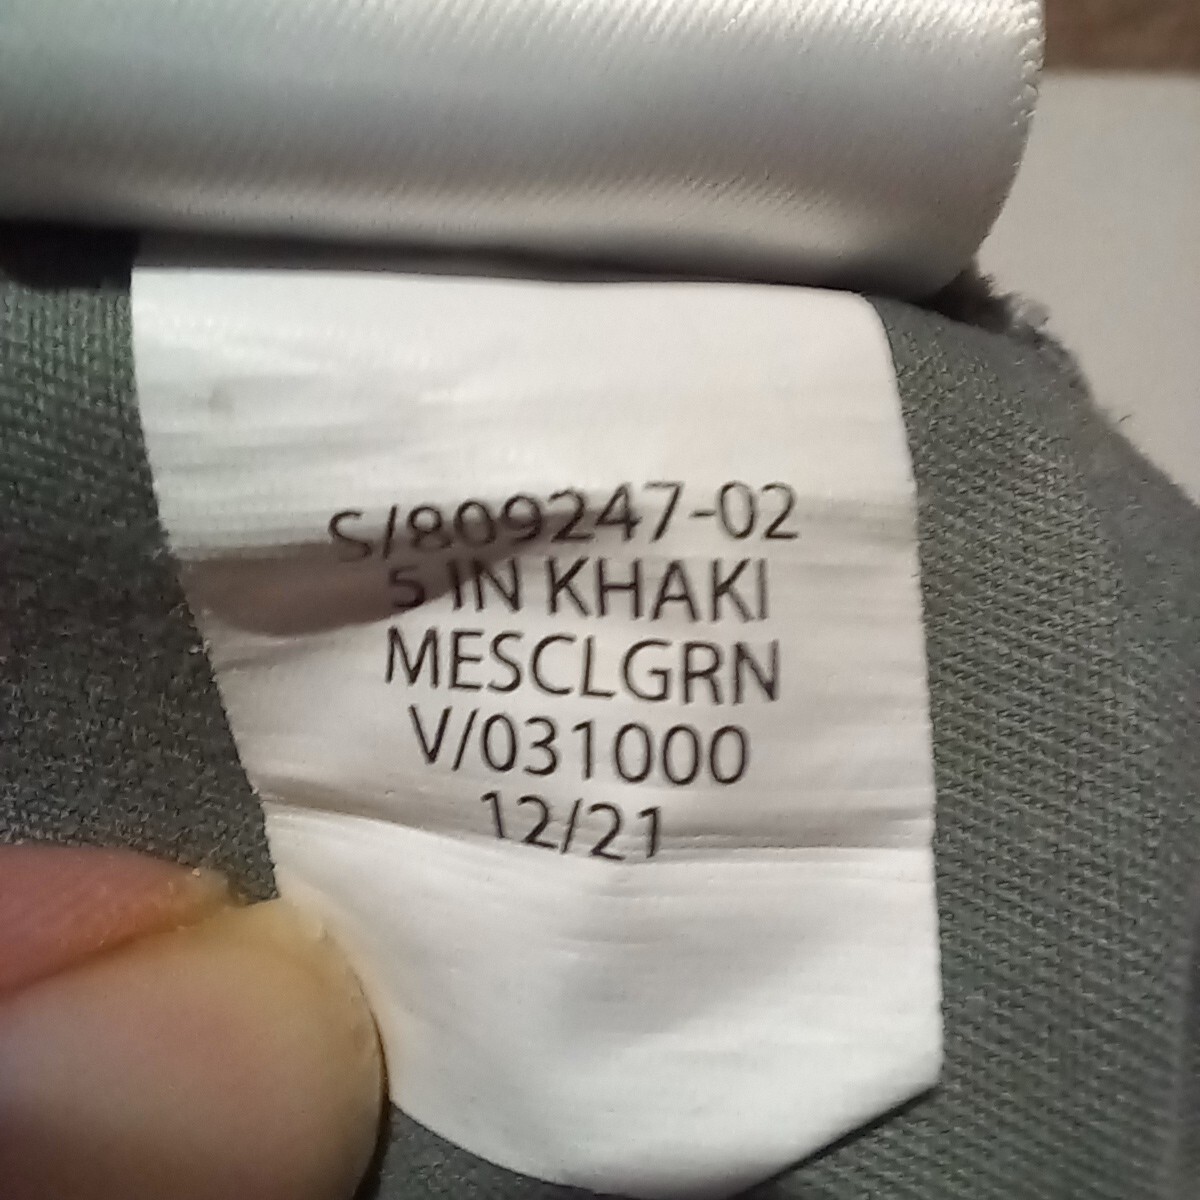 S/809247-02
5 IN KHAKI
MESCLGRN
V/031000
12/21